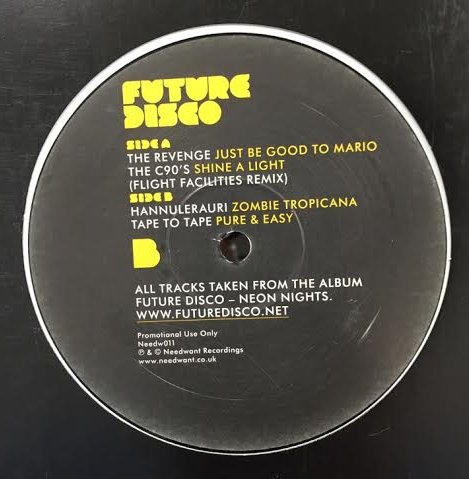 FUTURE
DISCO
SIDE A
THE REVENGE JUST BE GOOD TO MARIO
THE C90'S SHINE A LIGHT
(FLIGHT FACILITIES REMIX)
SIDE B
HANNULERAURI ZOMBIE TROPICANA
TAPE TO TAPE PURE & EASY
B
ALL TRACKS TAKEN FROM THE ALBUM
FUTURE DISCO – NEON NIGHTS.
WWW.FUTUREDISCO.NET
Promotional Use Only
Needw011
℗ & © Needwant Recordings
www.needwant.co.uk